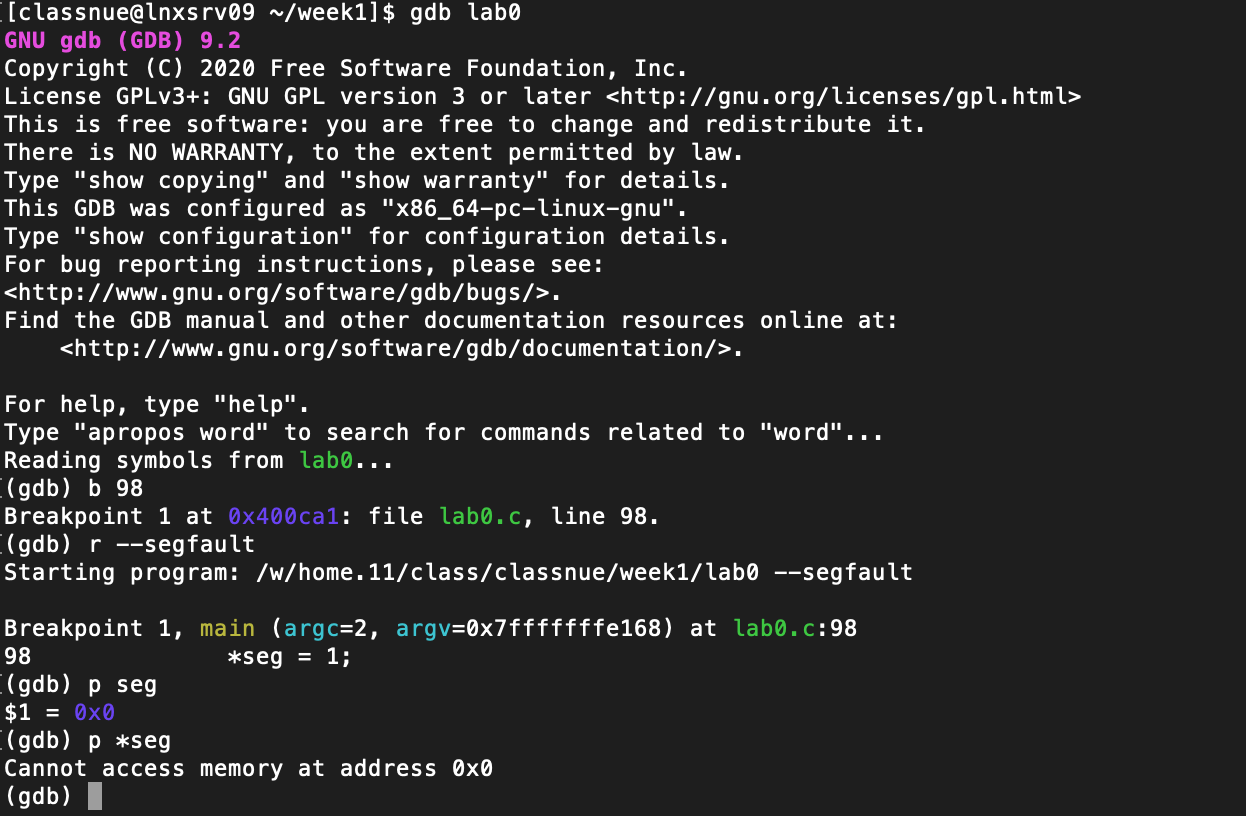 [classnue@lnxsrv09 ~/week1]$ gdb lab0
GNU gdb (GDB) 9.2
Copyright (C) 2020 Free Software Foundation, Inc.
License GPLv3+: GNU GPL version 3 or later <http://gnu.org/licenses/gpl.html>
This is free software: you are free to change and redistribute it.
There is NO WARRANTY, to the extent permitted by law.
Type "show copying" and "show warranty" for details.
This GDB was configured as "x86_64-pc-linux-gnu".
Type "show configuration" for configuration details.
For bug reporting instructions, please see:
<http://www.gnu.org/software/gdb/bugs/>.
Find the GDB manual and other documentation resources online at:
    <http://www.gnu.org/software/gdb/documentation/>.

For help, type "help".
Type "apropos word" to search for commands related to "word"...
Reading symbols from lab0...
(gdb) b 98
Breakpoint 1 at 0x400ca1: file lab0.c, line 98.
(gdb) r --segfault
Starting program: /w/home.11/class/classnue/week1/lab0 --segfault

Breakpoint 1, main (argc=2, argv=0x7fffffffe168) at lab0.c:98
98              *seg = 1;
(gdb) p seg
$1 = 0x0
(gdb) p *seg
Cannot access memory at address 0x0
(gdb)